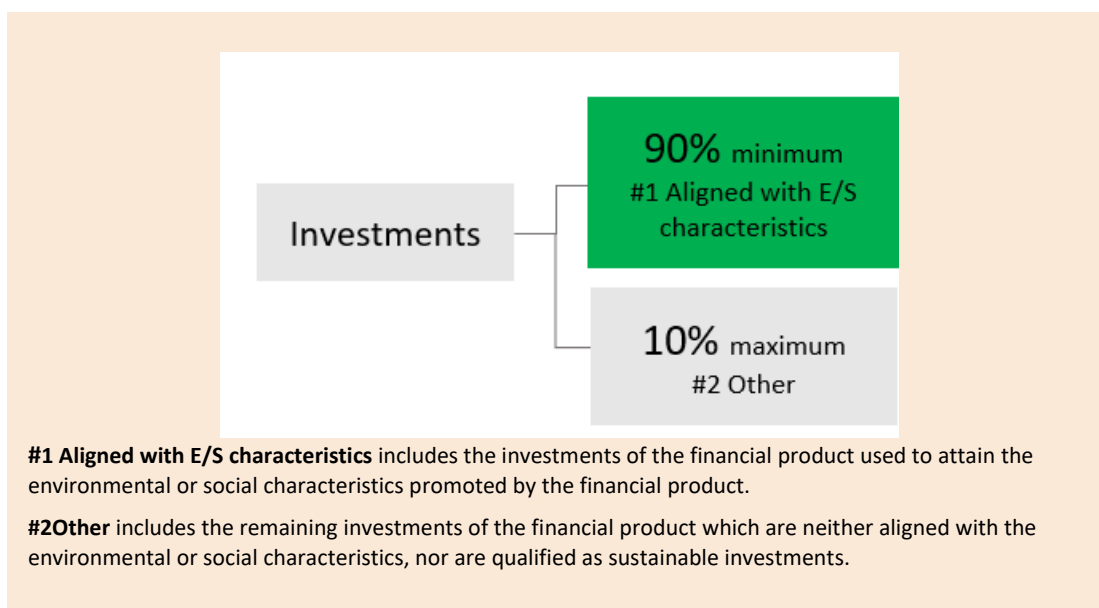 90% minimum
#1 Aligned with E/S
characteristics
Investments
10% maximum
#2 Other
#1 Aligned with E/S characteristics includes the investments of the financial product used to attain the
environmental or social characteristics promoted by the financial product.
#2Other includes the remaining investments of the financial product which are neither aligned with the
environmental or social characteristics, nor are qualified as sustainable investments.